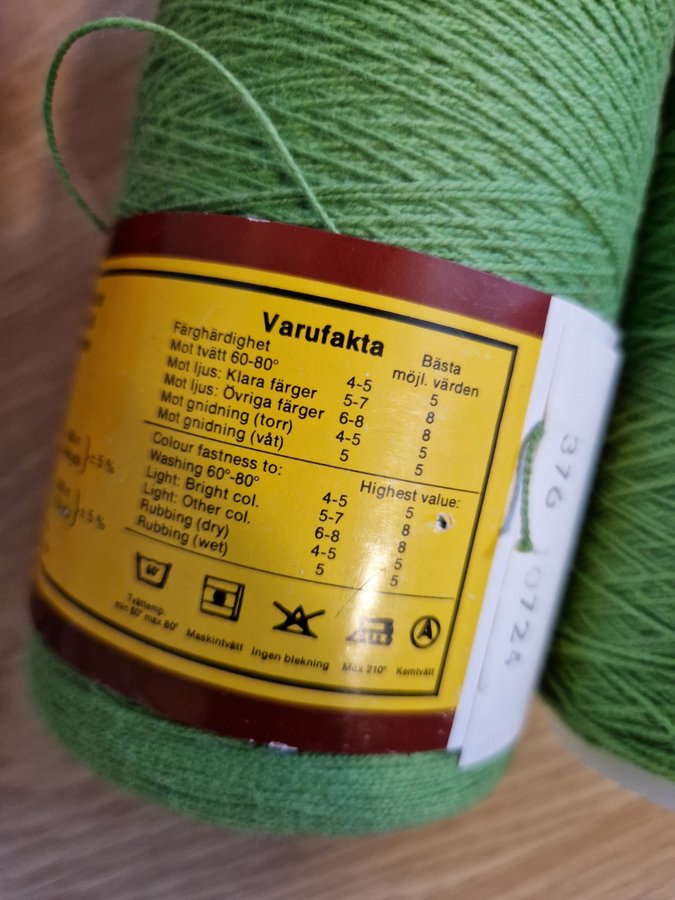 Varufakta
Färghärdighet
Bästa
Mot tvätt 60-80° 4-5 möjl. värden
5
Mot ljus: Klara färger 5-7 8
Mot ljus: Övriga färger 6-8 8
Mot gnidning (torr) 4-5 5
Mot gnidning (våt) 5 5
Colour fastness to: Highest value:
Washing 60°-80° 4-5 5
Light: Bright col. 5-7 8
Light: Other col. 6-8 8
Rubbing (dry) 4-5 5
Rubbing (wet) 5 5
= 5 %
= 5 %
60°
A
Tvättemp.
min 60° max 80°
Maskintvätt
Ingen blekning
Max 210°
Kemtvätt
376 0724